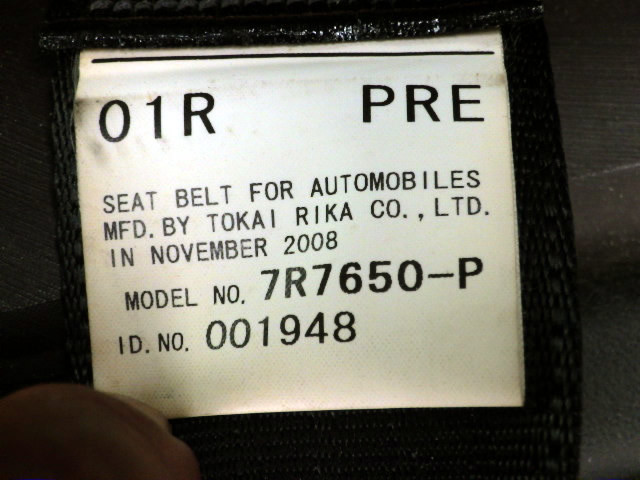 01R PRE
SEAT BELT FOR AUTOMOBILES
MFD. BY TOKAI RIKA CO., LTD.
IN NOVEMBER 2008
MODEL NO. 7R7650-P
ID. NO. 001948